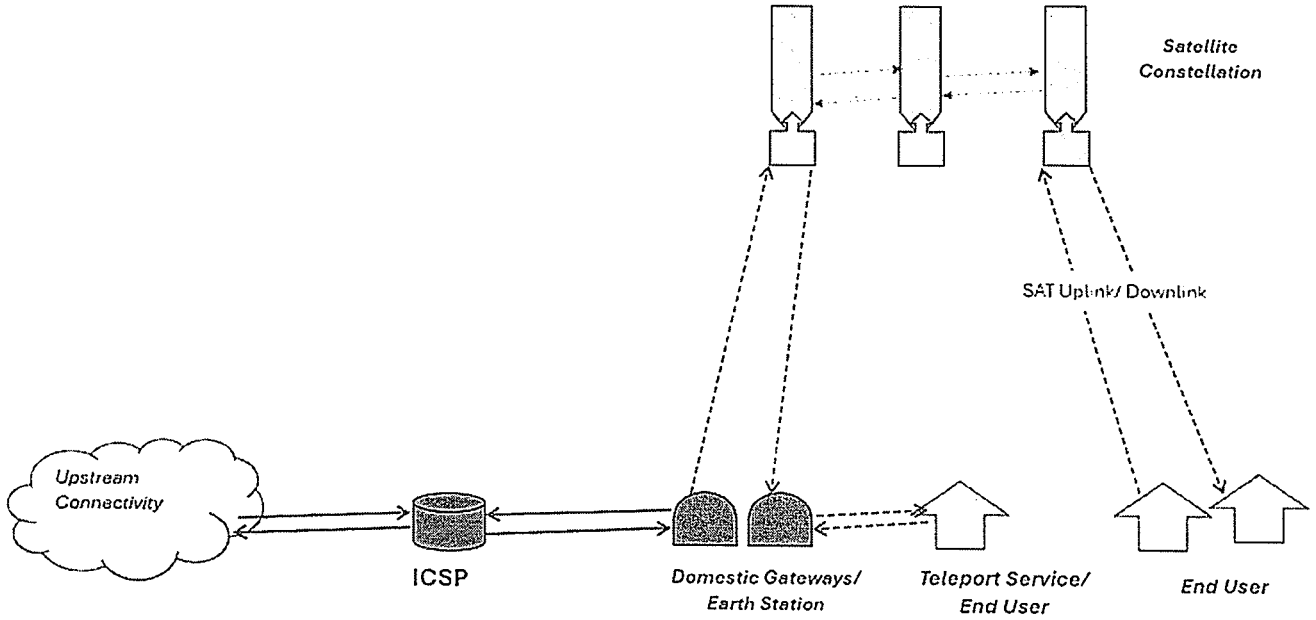 Satellite
Constellation
SAT Uplink/ Downlink
Upstream
Connectivity
ICSP
Domestic Gateways/
Earth Station
Teleport Service/
End User
End User